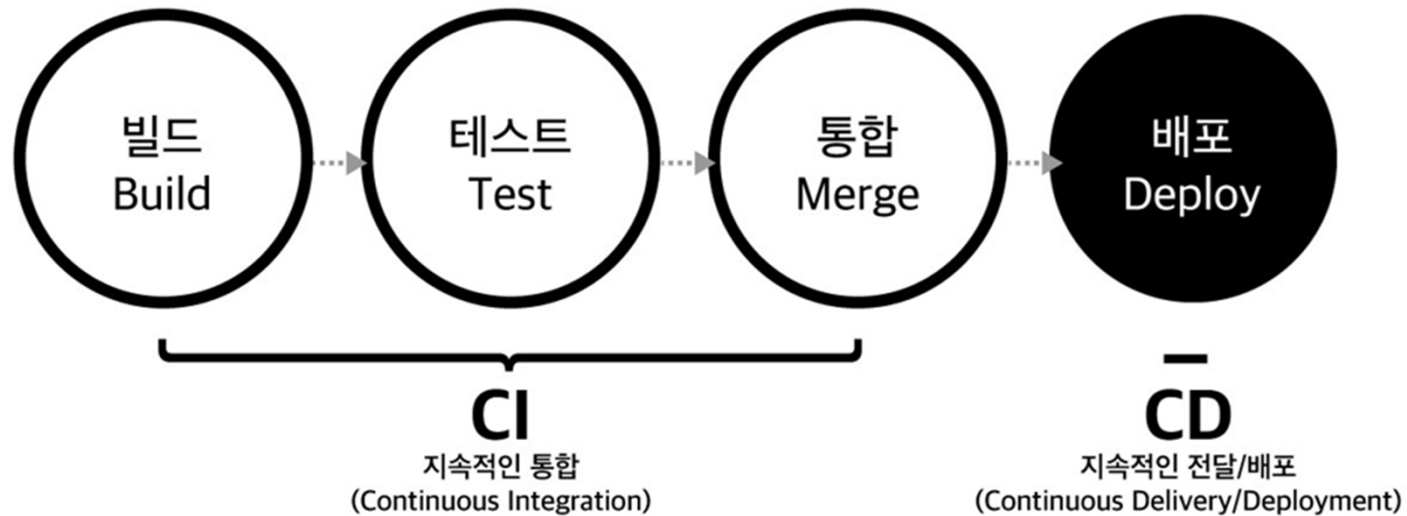 빌드
Build
테스트
Test
통합
Merge
배포
Deploy
CI
지속적인 통합
(Continuous Integration)
CD
지속적인 전달/배포
(Continuous Delivery/Deployment)